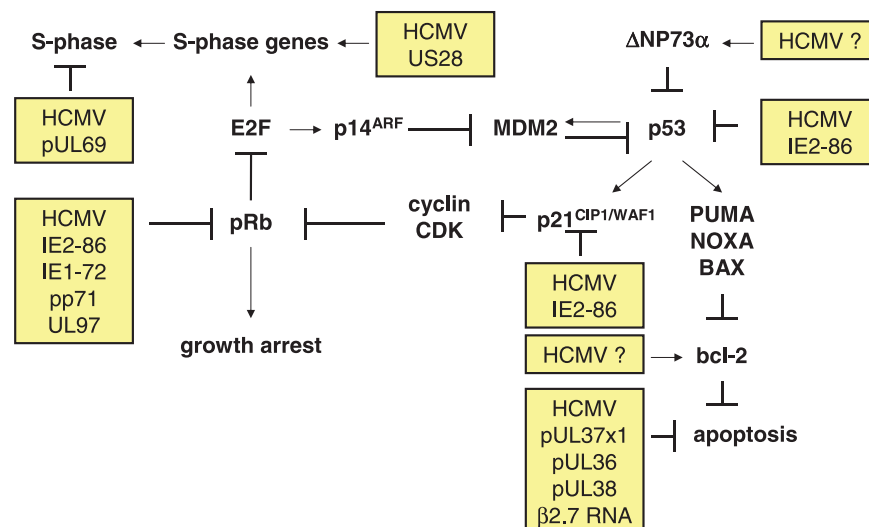 S-phase
S-phase genes
HCMV
US28
ΔNP73α
HCMV ?
HCMV
pUL69
E2F
p14ARF
MDM2
p53
HCMV
IE2-86
HCMV
IE2-86
IE1-72
pp71
UL97
pRb
cyclin
CDK
p21CIP1/WAF1
PUMA
NOXA
BAX
HCMV
IE2-86
growth arrest
HCMV ?
bcl-2
HCMV
pUL37x1
pUL36
pUL38
β2.7 RNA
apoptosis